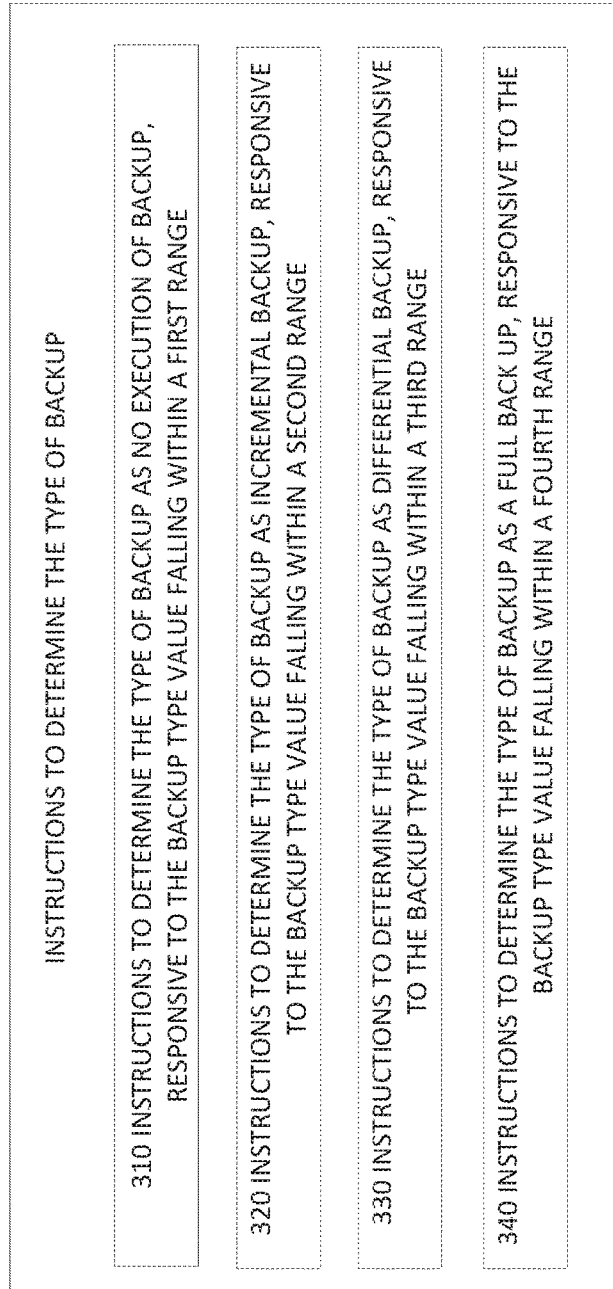 INSTRUCTIONS TO DETERMINE THE TYPE OF BACKUP
310 INSTRUCTIONS TO DETERMINE THE TYPE OF BACKUP AS NO EXECUTION OF BACKUP,
RESPONSIVE TO THE BACKUP TYPE VALUE FALLING WITHIN A FIRST RANGE
320 INSTRUCTIONS TO DETERMINE THE TYPE OF BACKUP AS INCREMENTAL BACKUP, RESPONSIVE
TO THE BACKUP TYPE VALUE FALLING WITHIN A SECOND RANGE
330 INSTRUCTIONS TO DETERMINE THE TYPE OF BACKUP AS DIFFERENTIAL BACKUP, RESPONSIVE
TO THE BACKUP TYPE VALUE FALLING WITHIN A THIRD RANGE
340 INSTRUCTIONS TO DETERMINE THE TYPE OF BACKUP AS A FULL BACK UP, RESPONSIVE TO THE
BACKUP TYPE VALUE FALLING WITHIN A FOURTH RANGE